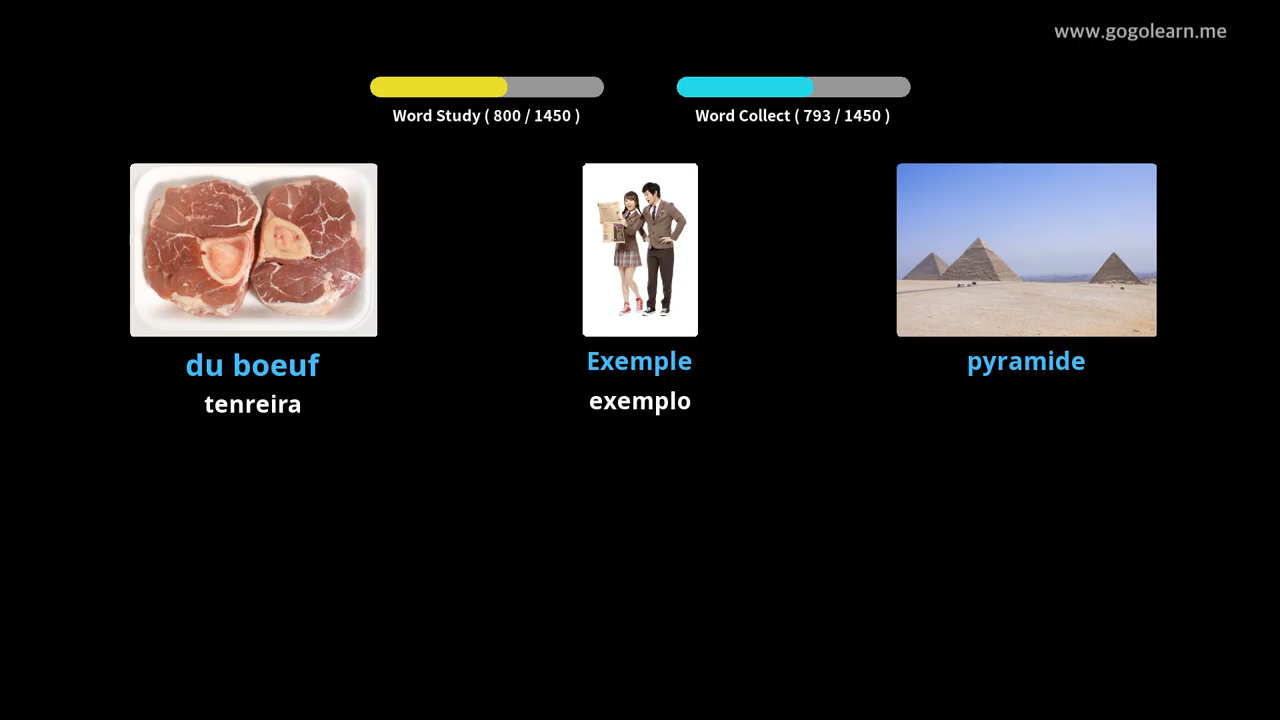 www.gogolearn.me
Word Study ( 800 / 1450 )
Word Collect ( 793 / 1450 )
du boeuf
Exemple
pyramide
tenreira
exemplo